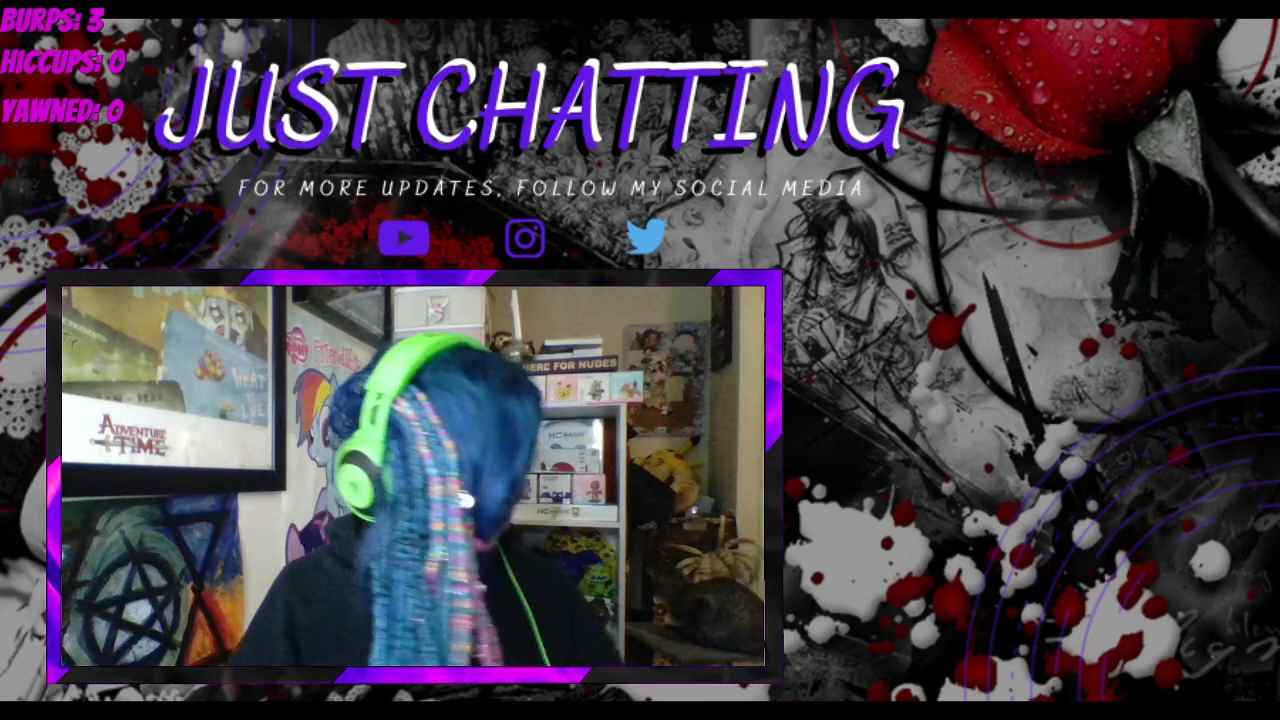 BURPS: 3
HICCUPS: 0
YAWNED: 0
JUST CHATTING
FOR MORE UPDATES, FOLLOW MY SOCIAL MEDIA
HERE FOR NUDES
WHAT
ADVENTURE
TIME